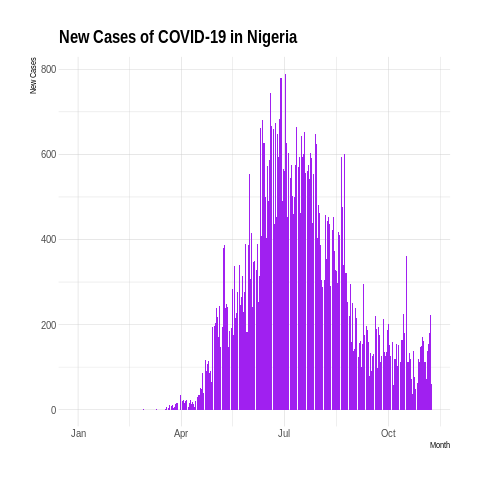 New Cases of COVID-19 in Nigeria
New Cases
800
600
400
200
0
Jan Apr Jul Oct
Month